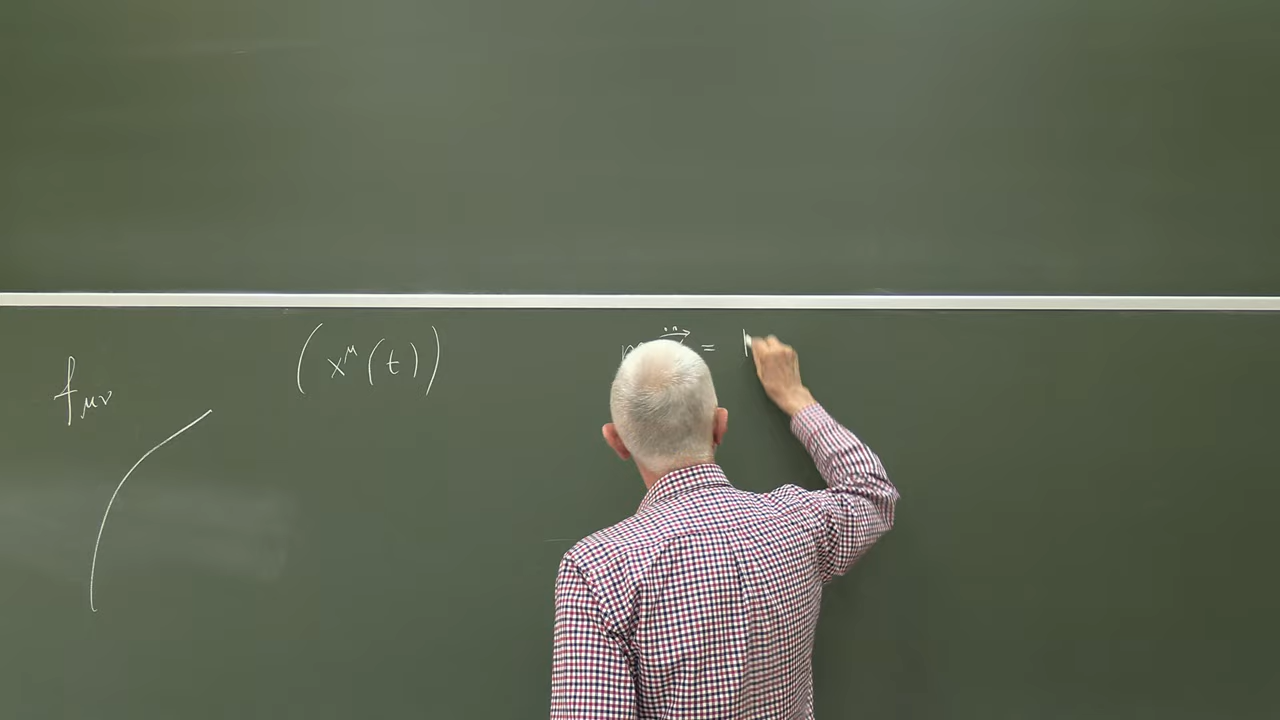 (x^μ(t)) =
f_μν